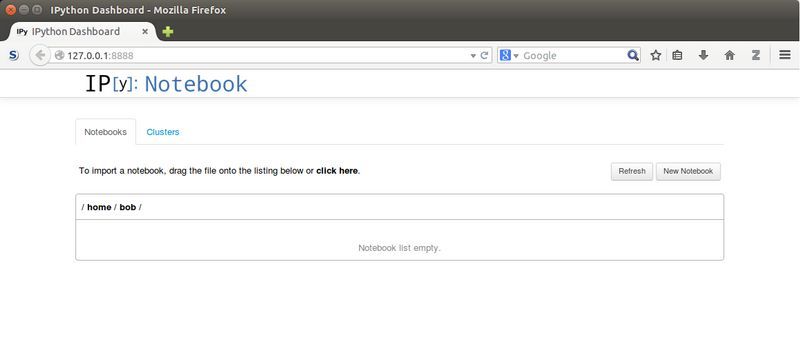 IPython Dashboard - Mozilla Firefox
IPy IPython Dashboard
127.0.0.1:8888 Google
IP[y]: Notebook
Notebooks Clusters
To import a notebook, drag the file onto the listing below or click here. Refresh New Notebook
/ home / bob /
Notebook list empty.